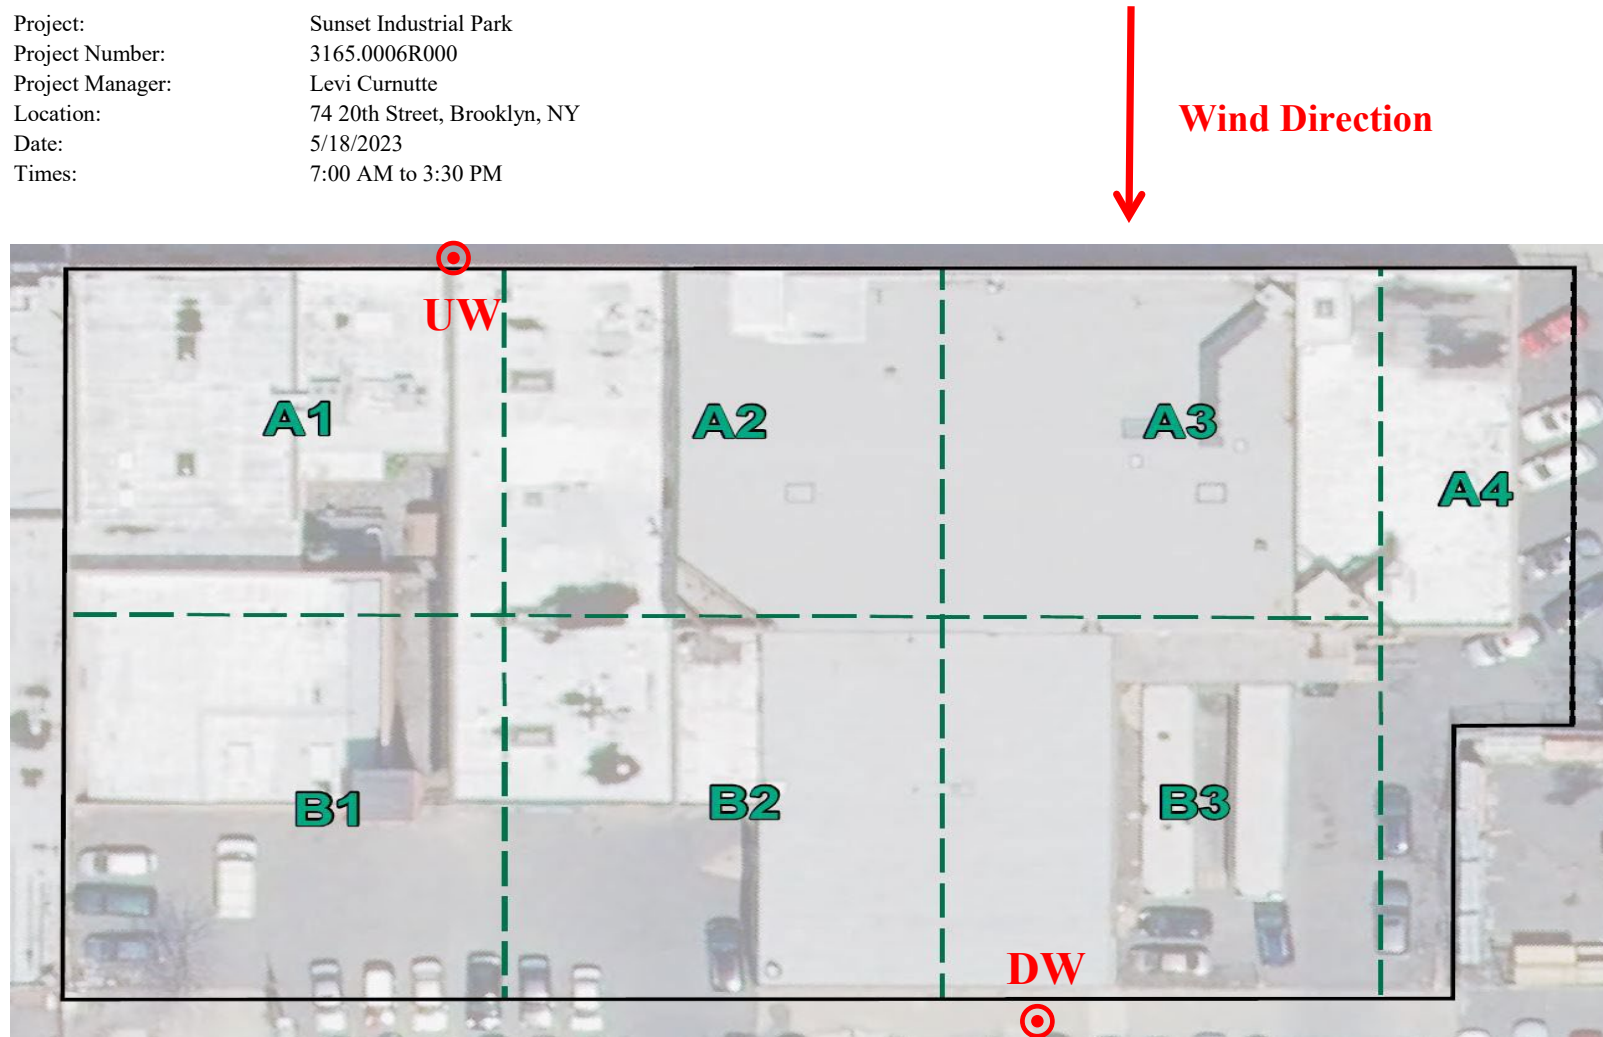 Project: Sunset Industrial Park
Project Number: 3165.0006R000
Project Manager: Levi Curnutte
Location: 74 20th Street, Brooklyn, NY
Date: 5/18/2023
Times: 7:00 AM to 3:30 PM
Wind Direction
UW
A1
A2
A3
A4
B1
B2
B3
DW